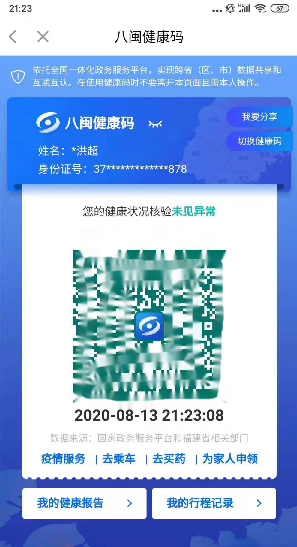 21:23
5G
67
八闽健康码
依托全国一体化政务服务平台，实现跨省（区、市）数据共享和
互通互认。在使用健康码时不要离开本页面且需本人操作。
八闽健康码
我要分享
切换健康码
姓名：*洪超
身份证号：37*************878
您的健康状况核验未见异常
2020-08-13 21:23:08
数据来源：国家政务服务平台和福建省相关部门
疫情服务 | 去乘车 | 去买药 | 为家人申领
我的健康报告 >
我的行程记录 >